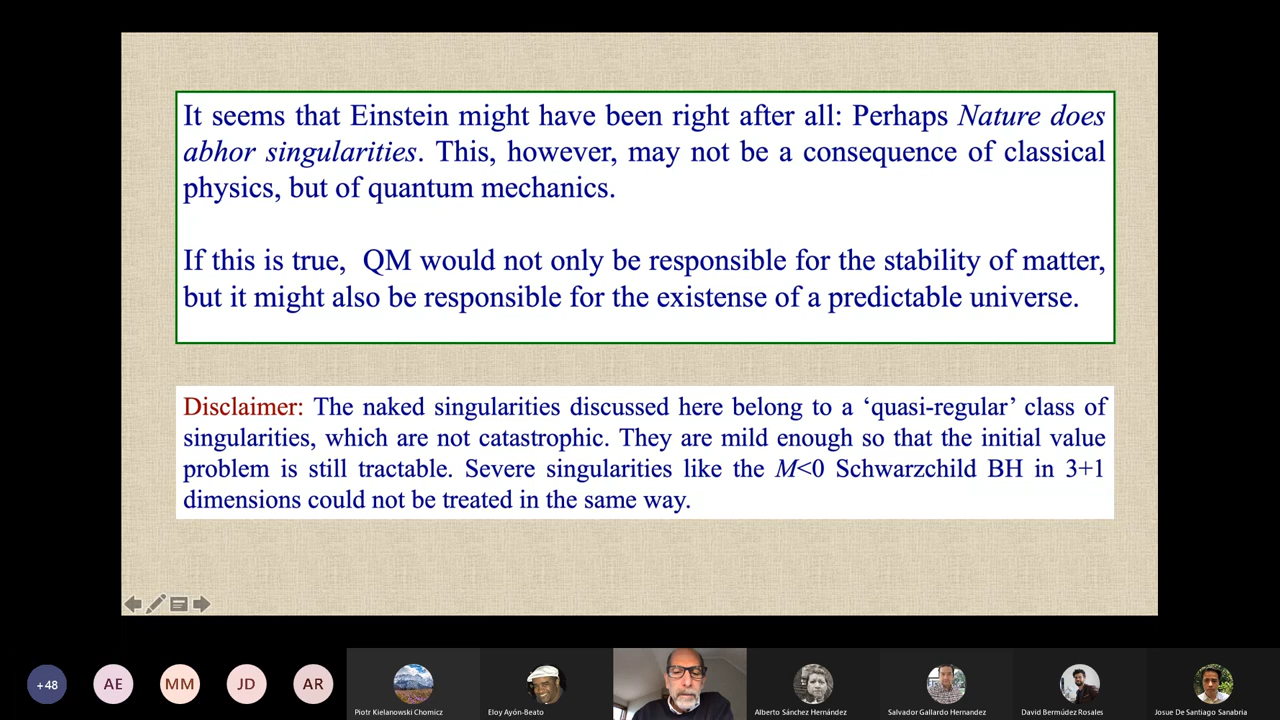 It seems that Einstein might have been right after all: Perhaps Nature does
abhor singularities. This, however, may not be a consequence of classical
physics, but of quantum mechanics.
If this is true, QM would not only be responsible for the stability of matter,
but it might also be responsible for the existense of a predictable universe.
Disclaimer: The naked singularities discussed here belong to a ‘quasi-regular’ class of
singularities, which are not catastrophic. They are mild enough so that the initial value
problem is still tractable. Severe singularities like the M<0 Schwarzchild BH in 3+1
dimensions could not be treated in the same way.
+48
AE
MM
JD
AR
Piotr Kielanowski Chomicz
Eloy Ayón-Beato
Alberto Sánchez Hernández
Salvador Gallardo Hernandez
David Bermúdez Rosales
Josue De Santiago Sanabria